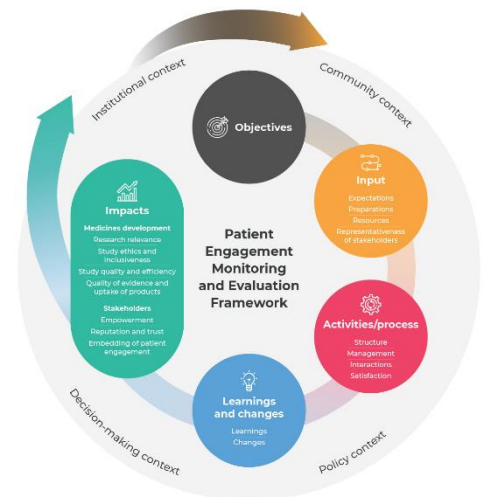 Institutional context
Community context
Objectives
Input
Expectations
Preparations
Resources
Representativeness
of stakeholders
Impacts
Medicines development
Research relevance
Study ethics and
inclusiveness
Study quality and efficiency
Quality of evidence and
uptake of products
Stakeholders
Empowerment
Reputation and trust
Embedding of patient
engagement
Patient
Engagement
Monitoring
and Evaluation
Framework
Activities/process
Structure
Management
Interactions
Satisfaction
Learnings
and changes
Learnings
Changes
Decision-making context
Policy context